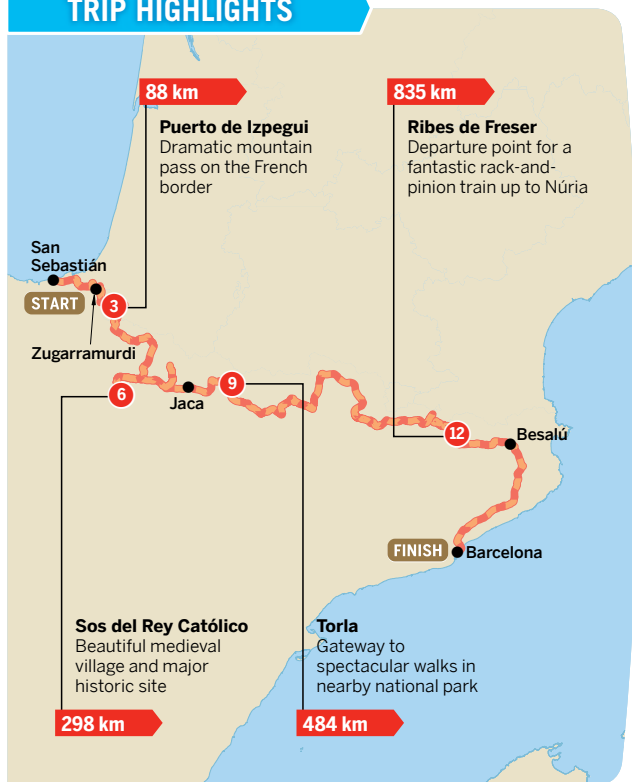 TRIP HIGHLIGHTS
88 km
Puerto de Izpegui
Dramatic mountain
pass on the French
border
835 km
Ribes de Freser
Departure point for a
fantastic rack-and-
pinion train up to Núria
San
Sebastián
START
3
Zugarramurdi
6
Jaca
9
12
Besalú
FINISH
Barcelona
Sos del Rey Católico
Beautiful medieval
village and major
historic site
298 km
Torla
Gateway to
spectacular walks in
nearby national park
484 km